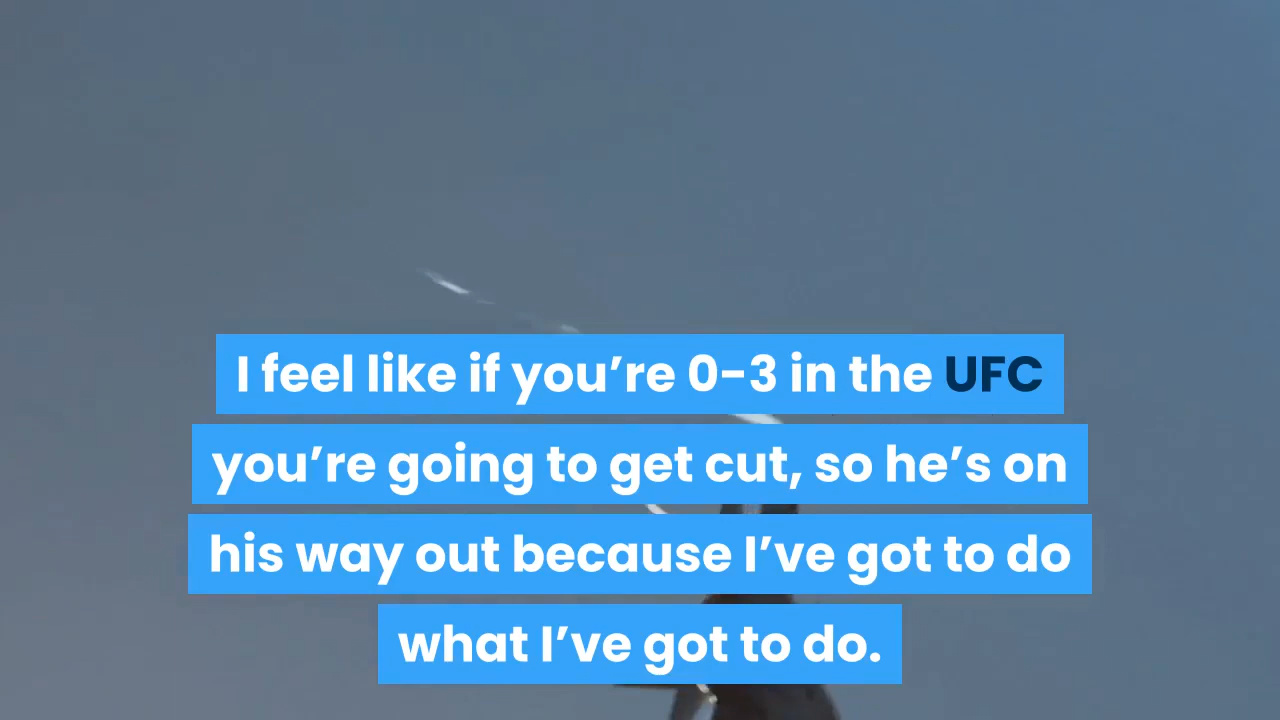 I feel like if you’re 0-3 in the UFC
you’re going to get cut, so he’s on
his way out because I’ve got to do
what I’ve got to do.